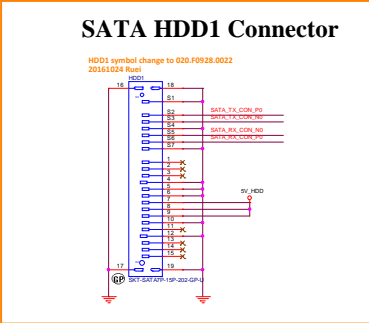 SATA HDD1 Connector
HDD1 symbol change to 020.F0928.0022
20161024 Ruei
HDD1
16 18
S1
S2 SATA_TX_CON_P0
S3 SATA_TX_CON_N0
S4
S5 SATA_RX_CON_N0
S6 SATA_RX_CON_P0
S7
1
2
3
4
5
6 5V_HDD
7
8
9
10
11
12
13
14
15
17 19
GP SKT-SATA7P-15P-202-GP-U